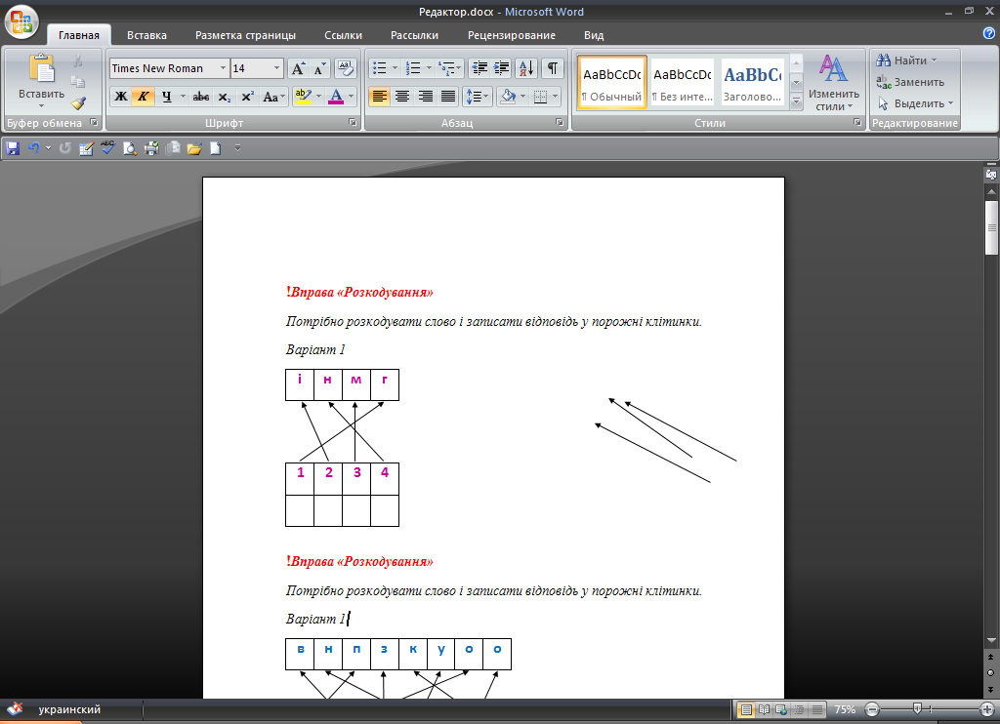 Редактор.docx - Microsoft Word
Главная Вставка Разметка страницы Ссылки Рассылки Рецензирование Вид
Вставить
Буфер обмена
Times New Roman 14
Ж К Ч abc X₂ X² Aa
Шрифт
Абзац
AaBbCcDc AaBbCcDc AaBbCc
¶ Обычный ¶ Без инте... Заголово...
Стили
Изменить стили
Найти
Заменить
Выделить
Редактирование
!Вправа «Розкодування»
Потрібно розкодувати слово і записати відповідь у порожні клітинки.
Варіант 1
і н м г
1 2 3 4
!Вправа «Розкодування»
Потрібно розкодувати слово і записати відповідь у порожні клітинки.
Варіант 1
в н п з к у о о
украинский 75%